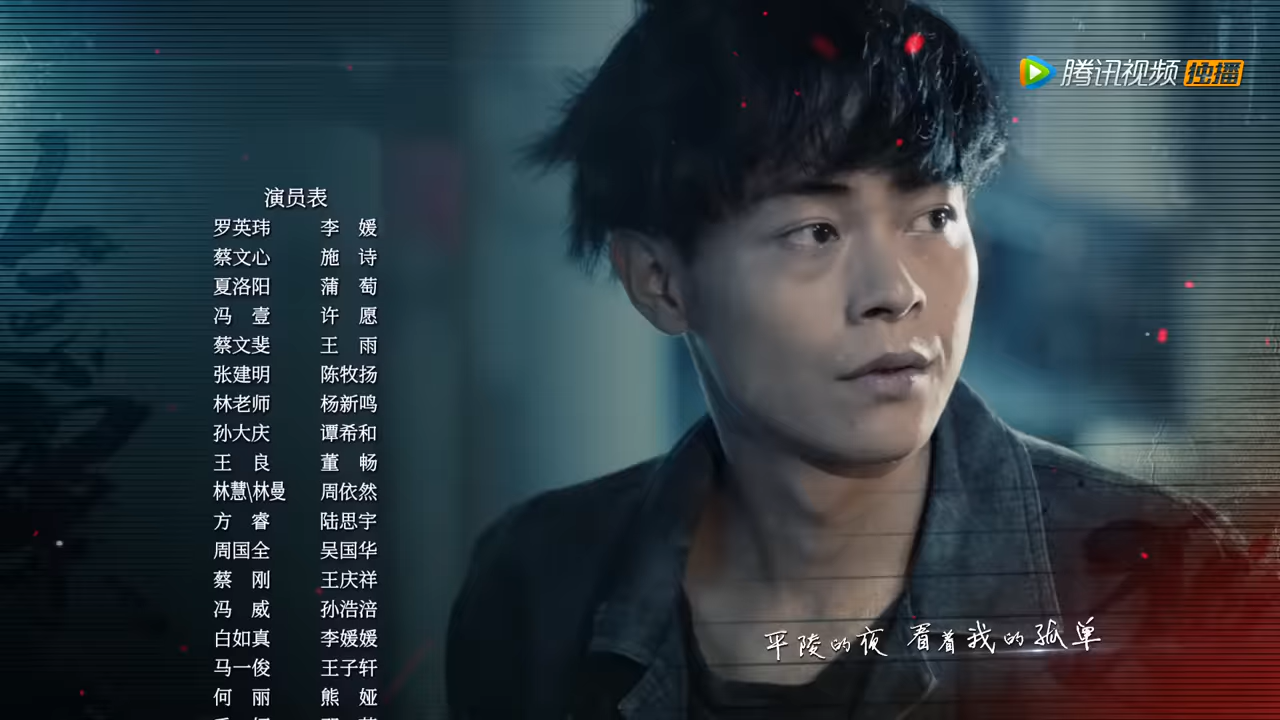 腾讯视频 独播
演员表
罗英玮 李 媛
蔡文心 施 诗
夏洛阳 蒲 萄
冯 壹 许 愿
蔡文斐 王 雨
张建明 陈牧扬
林老师 杨新鸣
孙大庆 谭希和
王 良 董 畅
林慧\林曼 周依然
方 睿 陆思宇
周国全 吴国华
蔡 刚 王庆祥
冯 威 孙浩涪
白如真 李媛媛
马一俊 王子轩
何 丽 熊 娅
平陵的夜 看着我的孤单